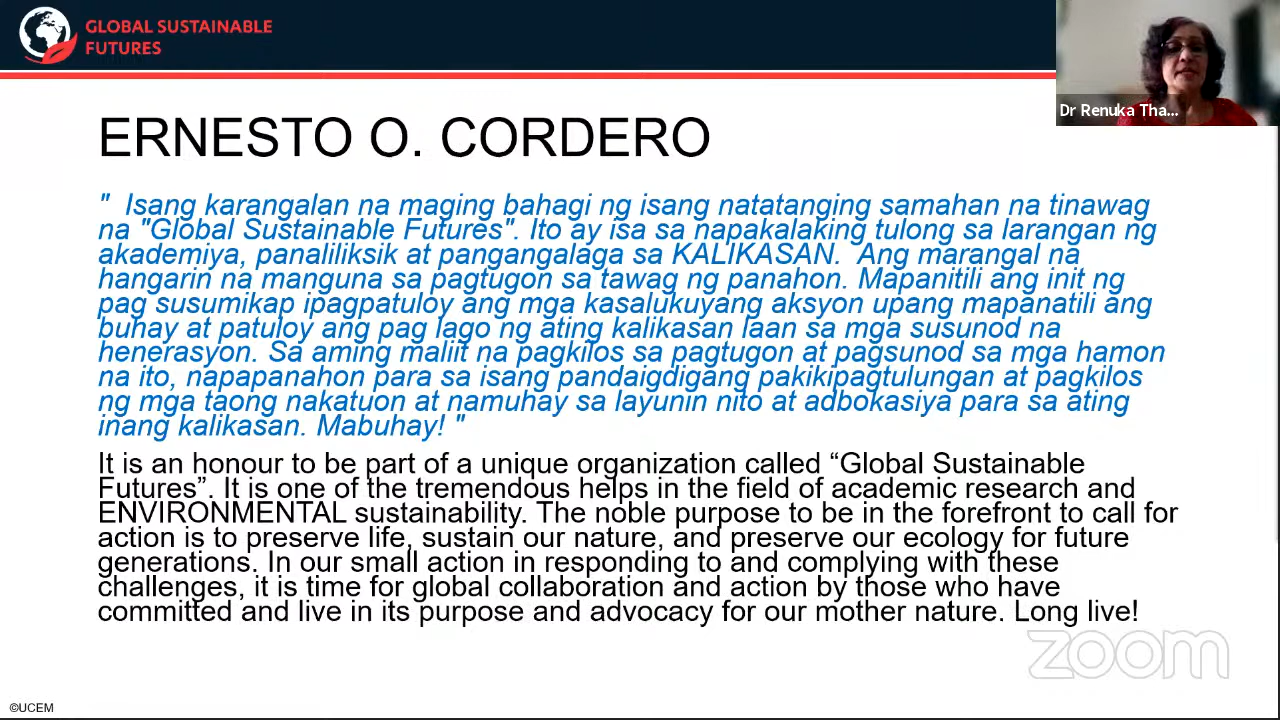 GLOBAL SUSTAINABLE
FUTURES
Dr Renuka Tha...
ERNESTO O. CORDERO
" Isang karangalan na maging bahagi ng isang natatanging samahan na tinawag
na "Global Sustainable Futures". Ito ay isa sa napakalaking tulong sa larangan ng
akademiya, panaliliksik at pangangalaga sa KALIKASAN. Ang marangal na
hangarin na manguna sa pagtugon sa tawag ng panahon. Mapanitili ang init ng
pag susumikap ipagpatuloy ang mga kasalukuyang aksyon upang mapanatili ang
buhay at patuloy ang pag lago ng ating kalikasan laan sa mga susunod na
henerasyon. Sa aming maliit na pagkilos sa pagtugon at pagsunod sa mga hamon
na ito, napapanahon para sa isang pandaigdigang pakikipagtulungan at pagkilos
ng mga taong nakatuon at namuhay sa layunin nito at adbokasiya para sa ating
inang kalikasan. Mabuhay! "
It is an honour to be part of a unique organization called “Global Sustainable
Futures”. It is one of the tremendous helps in the field of academic research and
ENVIRONMENTAL sustainability. The noble purpose to be in the forefront to call for
action is to preserve life, sustain our nature, and preserve our ecology for future
generations. In our small action in responding to and complying with these
challenges, it is time for global collaboration and action by those who have
committed and live in its purpose and advocacy for our mother nature. Long live!
zoom
©UCEM